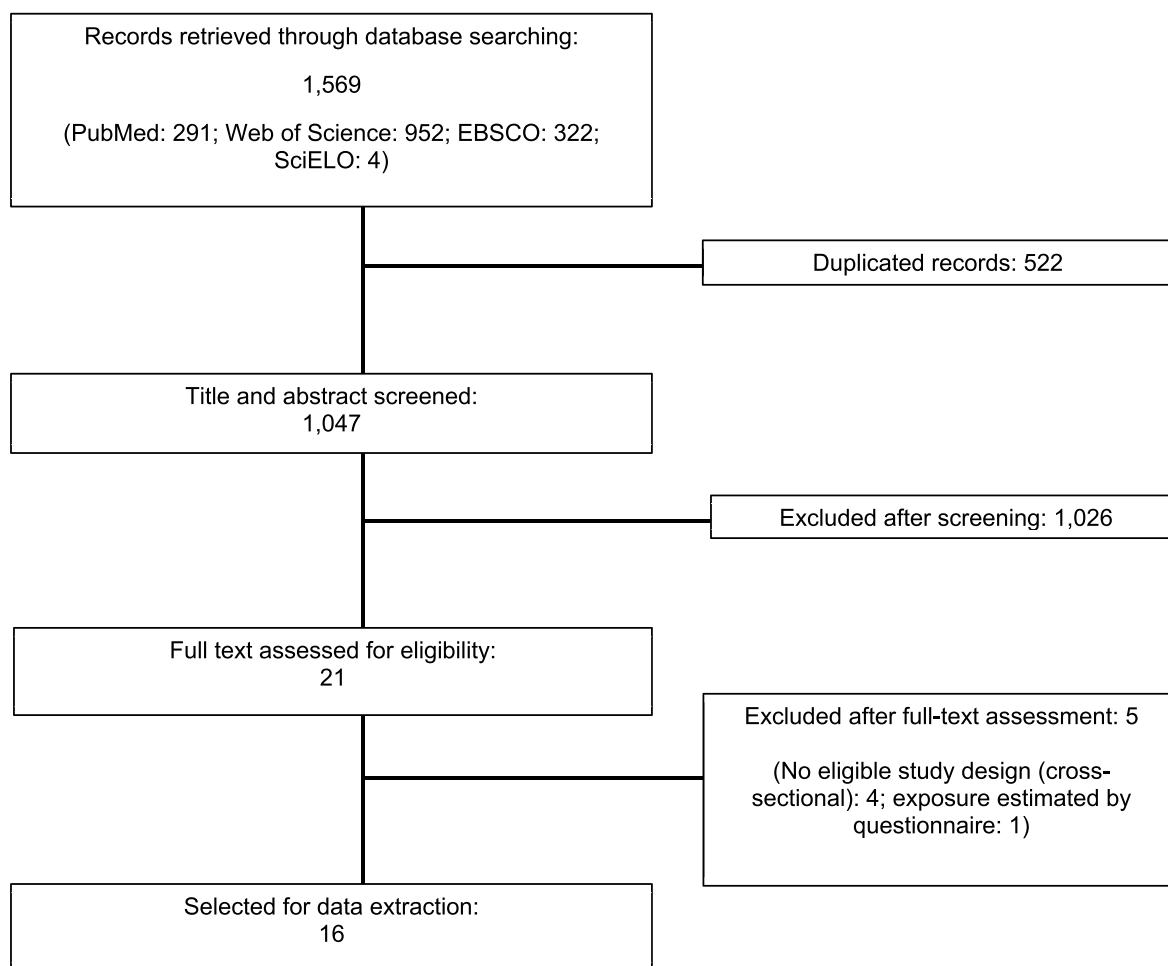 Records retrieved through database searching:
1,569
(PubMed: 291; Web of Science: 952; EBSCO: 322;
SciELO: 4)
Duplicated records: 522
Title and abstract screened:
1,047
Excluded after screening: 1,026
Full text assessed for eligibility:
21
Excluded after full-text assessment: 5
(No eligible study design (cross-
sectional): 4; exposure estimated by
questionnaire: 1)
Selected for data extraction:
16